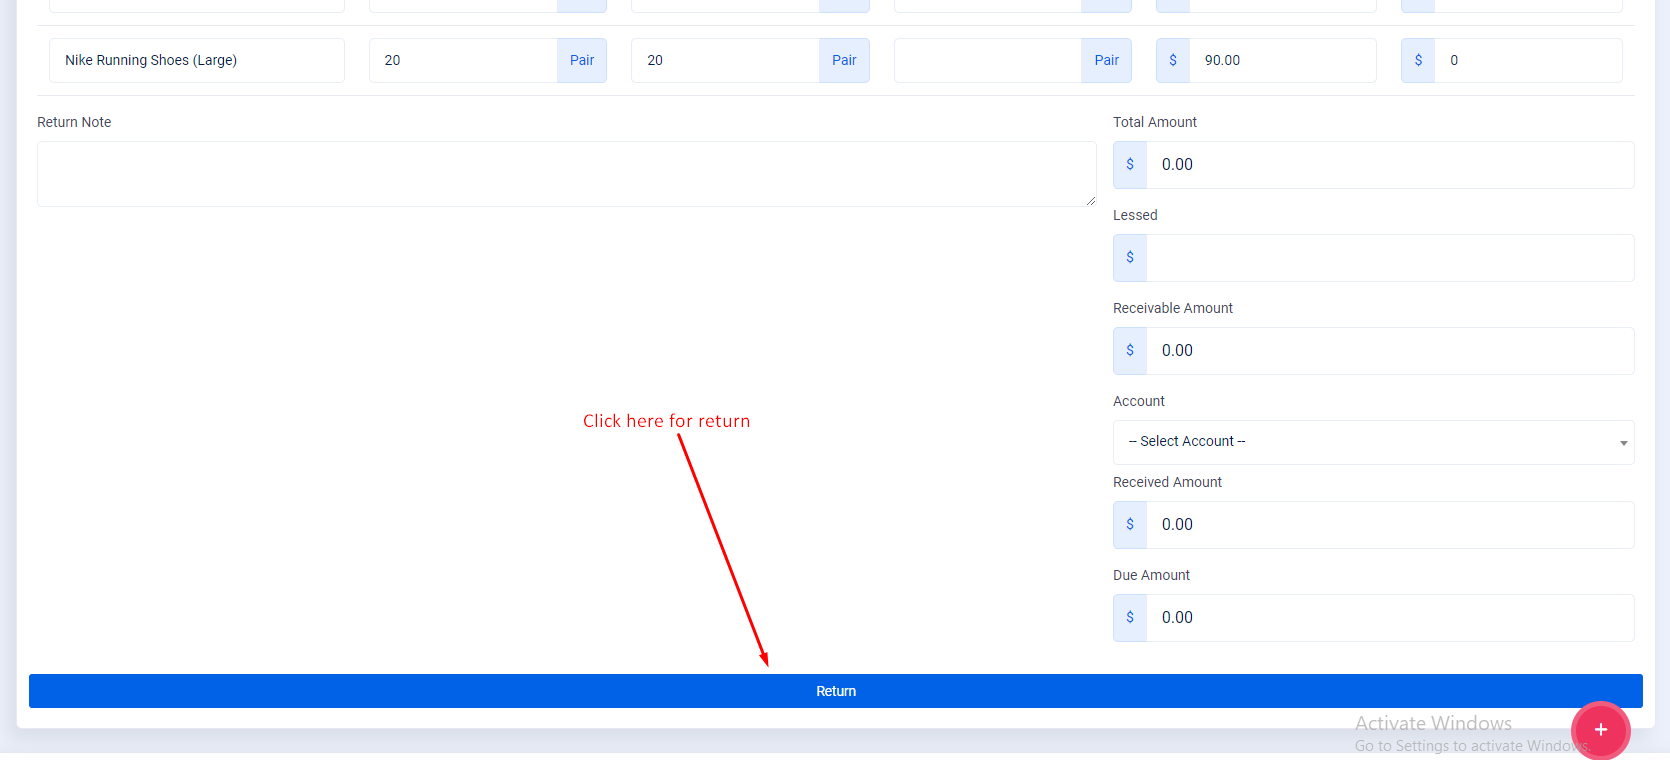 Nike Running Shoes (Large) 20 Pair 20 Pair Pair $ 90.00 $ 0
Return Note
Total Amount
$ 0.00
Lessed
$
Receivable Amount
$ 0.00
Account
-- Select Account --
Click here for return
Received Amount
$ 0.00
Due Amount
$ 0.00
Return
Activate Windows
Go to Settings to activate Windows.
+